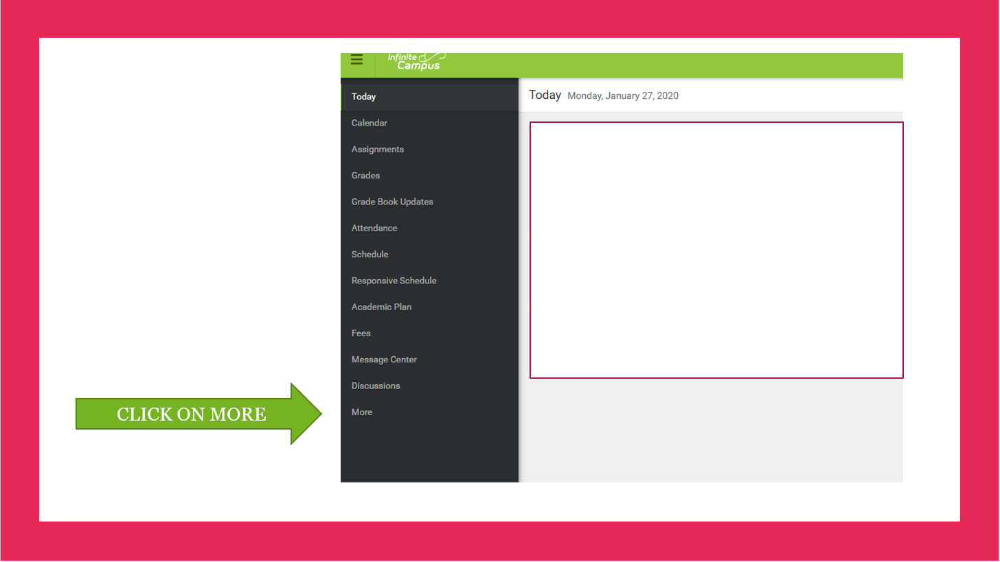 Infinite
Campus
Today
Calendar
Assignments
Grades
Grade Book Updates
Attendance
Schedule
Responsive Schedule
Academic Plan
Fees
Message Center
Discussions
More
Today Monday, January 27, 2020
CLICK ON MORE